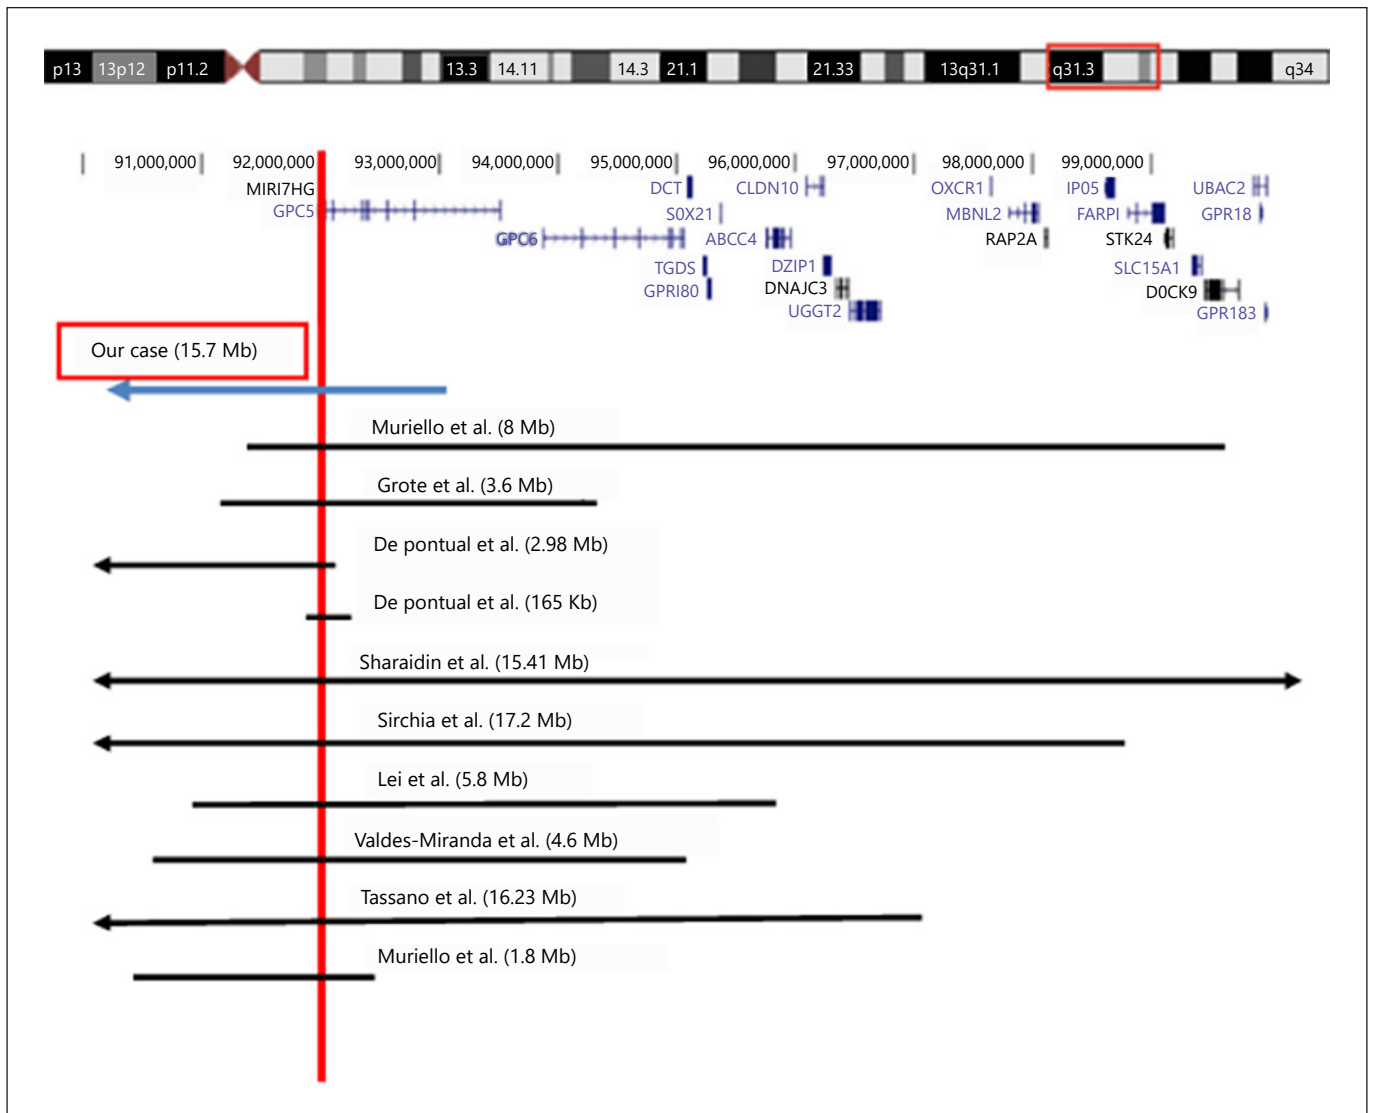 p13 13p12 p11.2 13.3 14.11 14.3 21.1 21.33 13q31.1 q31.3 q34
91,000,000 92,000,000 93,000,000 94,000,000 95,000,000 96,000,000 97,000,000 98,000,000 99,000,000
MIRI7HG DCT CLDN10 OXCR1 IP05 UBAC2
GPC5 S0X21 MBNL2 FARPI GPR18
GPC6 ABCC4 RAP2A STK24
TGDS DZIP1 SLC15A1
GPRI80 DNAJC3 D0CK9
UGGT2 GPR183
Our case (15.7 Mb)
Muriello et al. (8 Mb)
Grote et al. (3.6 Mb)
De pontual et al. (2.98 Mb)
De pontual et al. (165 Kb)
Sharaidin et al. (15.41 Mb)
Sirchia et al. (17.2 Mb)
Lei et al. (5.8 Mb)
Valdes-Miranda et al. (4.6 Mb)
Tassano et al. (16.23 Mb)
Muriello et al. (1.8 Mb)